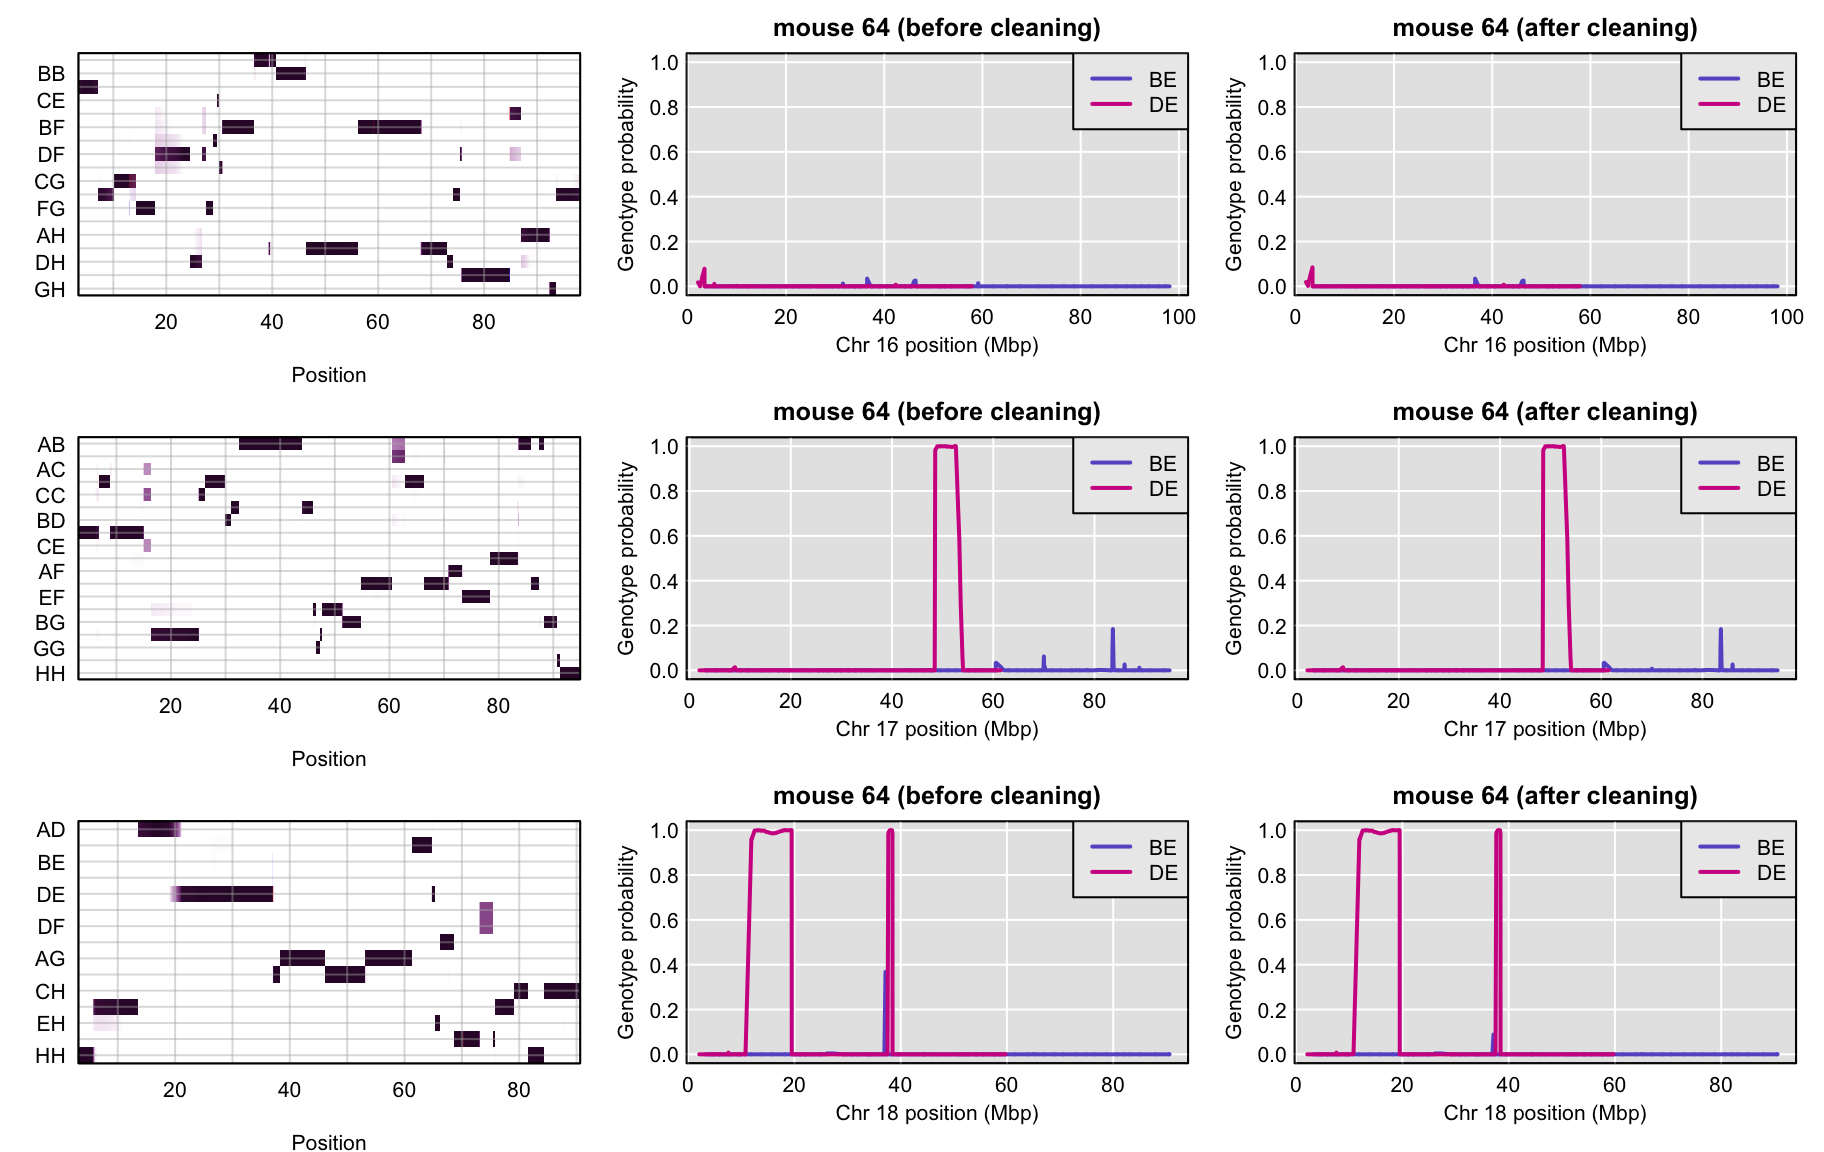 mouse 64 (before cleaning)
mouse 64 (after cleaning)
BB
CE
BF
DF
CG
FG
AH
DH
GH
20 40 60 80
Position
Genotype probability
1.0
0.8
0.6
0.4
0.2
0.0
BE
DE
0 20 40 60 80 100
Chr 16 position (Mbp)
Genotype probability
1.0
0.8
0.6
0.4
0.2
0.0
BE
DE
0 20 40 60 80 100
Chr 16 position (Mbp)
mouse 64 (before cleaning)
mouse 64 (after cleaning)
AB
AC
CC
BD
CE
AF
EF
BG
GG
HH
20 40 60 80
Position
Genotype probability
1.0
0.8
0.6
0.4
0.2
0.0
BE
DE
0 20 40 60 80
Chr 17 position (Mbp)
Genotype probability
1.0
0.8
0.6
0.4
0.2
0.0
BE
DE
0 20 40 60 80
Chr 17 position (Mbp)
mouse 64 (before cleaning)
mouse 64 (after cleaning)
AD
BE
DE
DF
AG
CH
EH
HH
20 40 60 80
Position
Genotype probability
1.0
0.8
0.6
0.4
0.2
0.0
BE
DE
0 20 40 60 80
Chr 18 position (Mbp)
Genotype probability
1.0
0.8
0.6
0.4
0.2
0.0
BE
DE
0 20 40 60 80
Chr 18 position (Mbp)